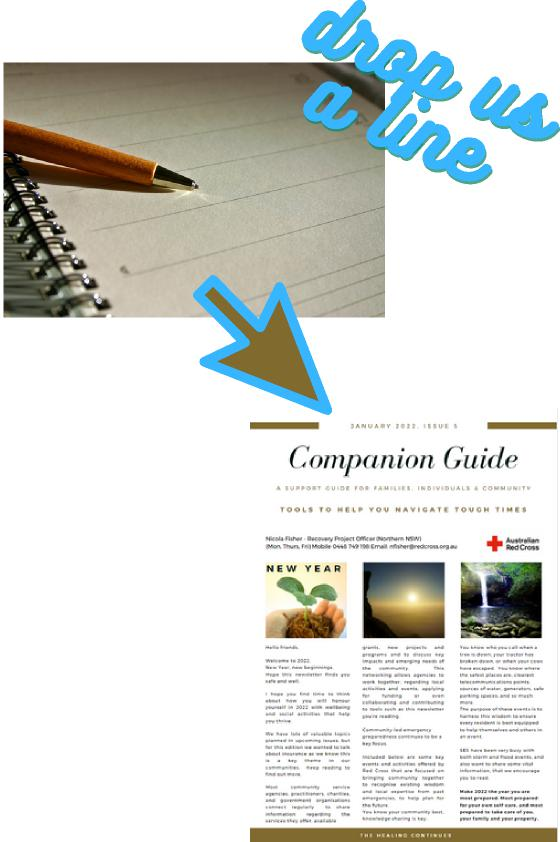 drop us
a line
JANUARY 2022, ISSUE 5
Companion Guide
A SUPPORT GUIDE FOR FAMILIES, INDIVIDUALS & COMMUNITY
TOOLS TO HELP YOU NAVIGATE TOUGH TIMES
Nicola Fisher - Recovery Project Officer (Northern NSW)
(Mon, Thurs, Fri) Mobile 0448 749 198 Email: nfisher@redcross.org.au
Australian
Red Cross
NEW YEAR
Hello friends,
Welcome to 2022,
New Year, new beginnings.
Hope this newsletter finds you
safe and well.
I hope you find time to think
about how you will honour
yourself in 2022 with wellbeing
and social activities that help
you thrive.
We have lots of valuable topics
planned in upcoming issues, but
for this edition we wanted to talk
about insurance as we know this
is a key theme in our
communities. Keep reading to
find out more.
Most community service
agencies, practitioners, charities,
and government organisations
connect regularly to share
information regarding the
services they offer, available
grants, new projects and
programs and to discuss key
impacts and emerging needs of
the community. This
networking allows agencies to
work together, regarding local
activities and events, applying
for funding or even
collaborating and contributing
to tools such as this newsletter
you're reading.
Community-led emergency
preparedness continues to be a
key focus.
Included below are some key
events and activities offered by
Red Cross that are focused on
bringing community together
to recognise existing wisdom
and local expertise from past
emergencies, to help plan for
the future.
You know your community best,
knowledge sharing is key.
You know who you call when a
tree is down, your tractor has
broken down, or when your cows
have escaped. You know where
the safest places are, clearest
telecommunications points,
sources of water, generators, safe
parking spaces, and so much
more.
The purpose of these events is to
harness this wisdom to ensure
every resident is best equipped
to help themselves and others in
an event.
SES have been very busy with
both storm and flood events, and
also want to share some vital
information, that we encourage
you to read.
Make 2022 the year you are
most prepared. Most prepared
for your own self care, and most
prepared to take care of you,
your family and your property.
THE HEALING CONTINUES